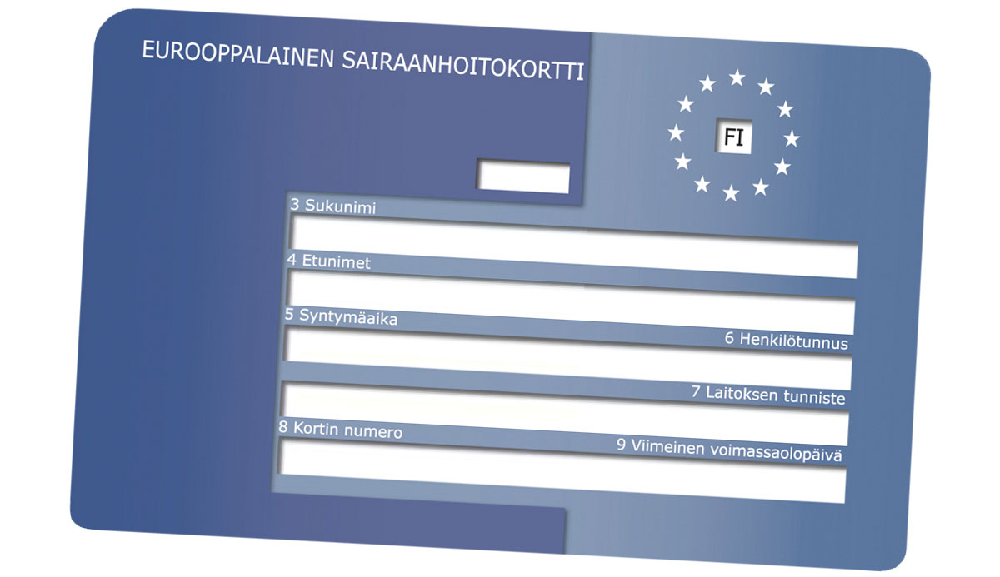 EUROOPPALAINEN SAIRAANHOITOKORTTI
FI
3 Sukunimi
4 Etunimet
5 Syntymäaika
6 Henkilötunnus
7 Laitoksen tunniste
8 Kortin numero
9 Viimeinen voimassaolopäivä